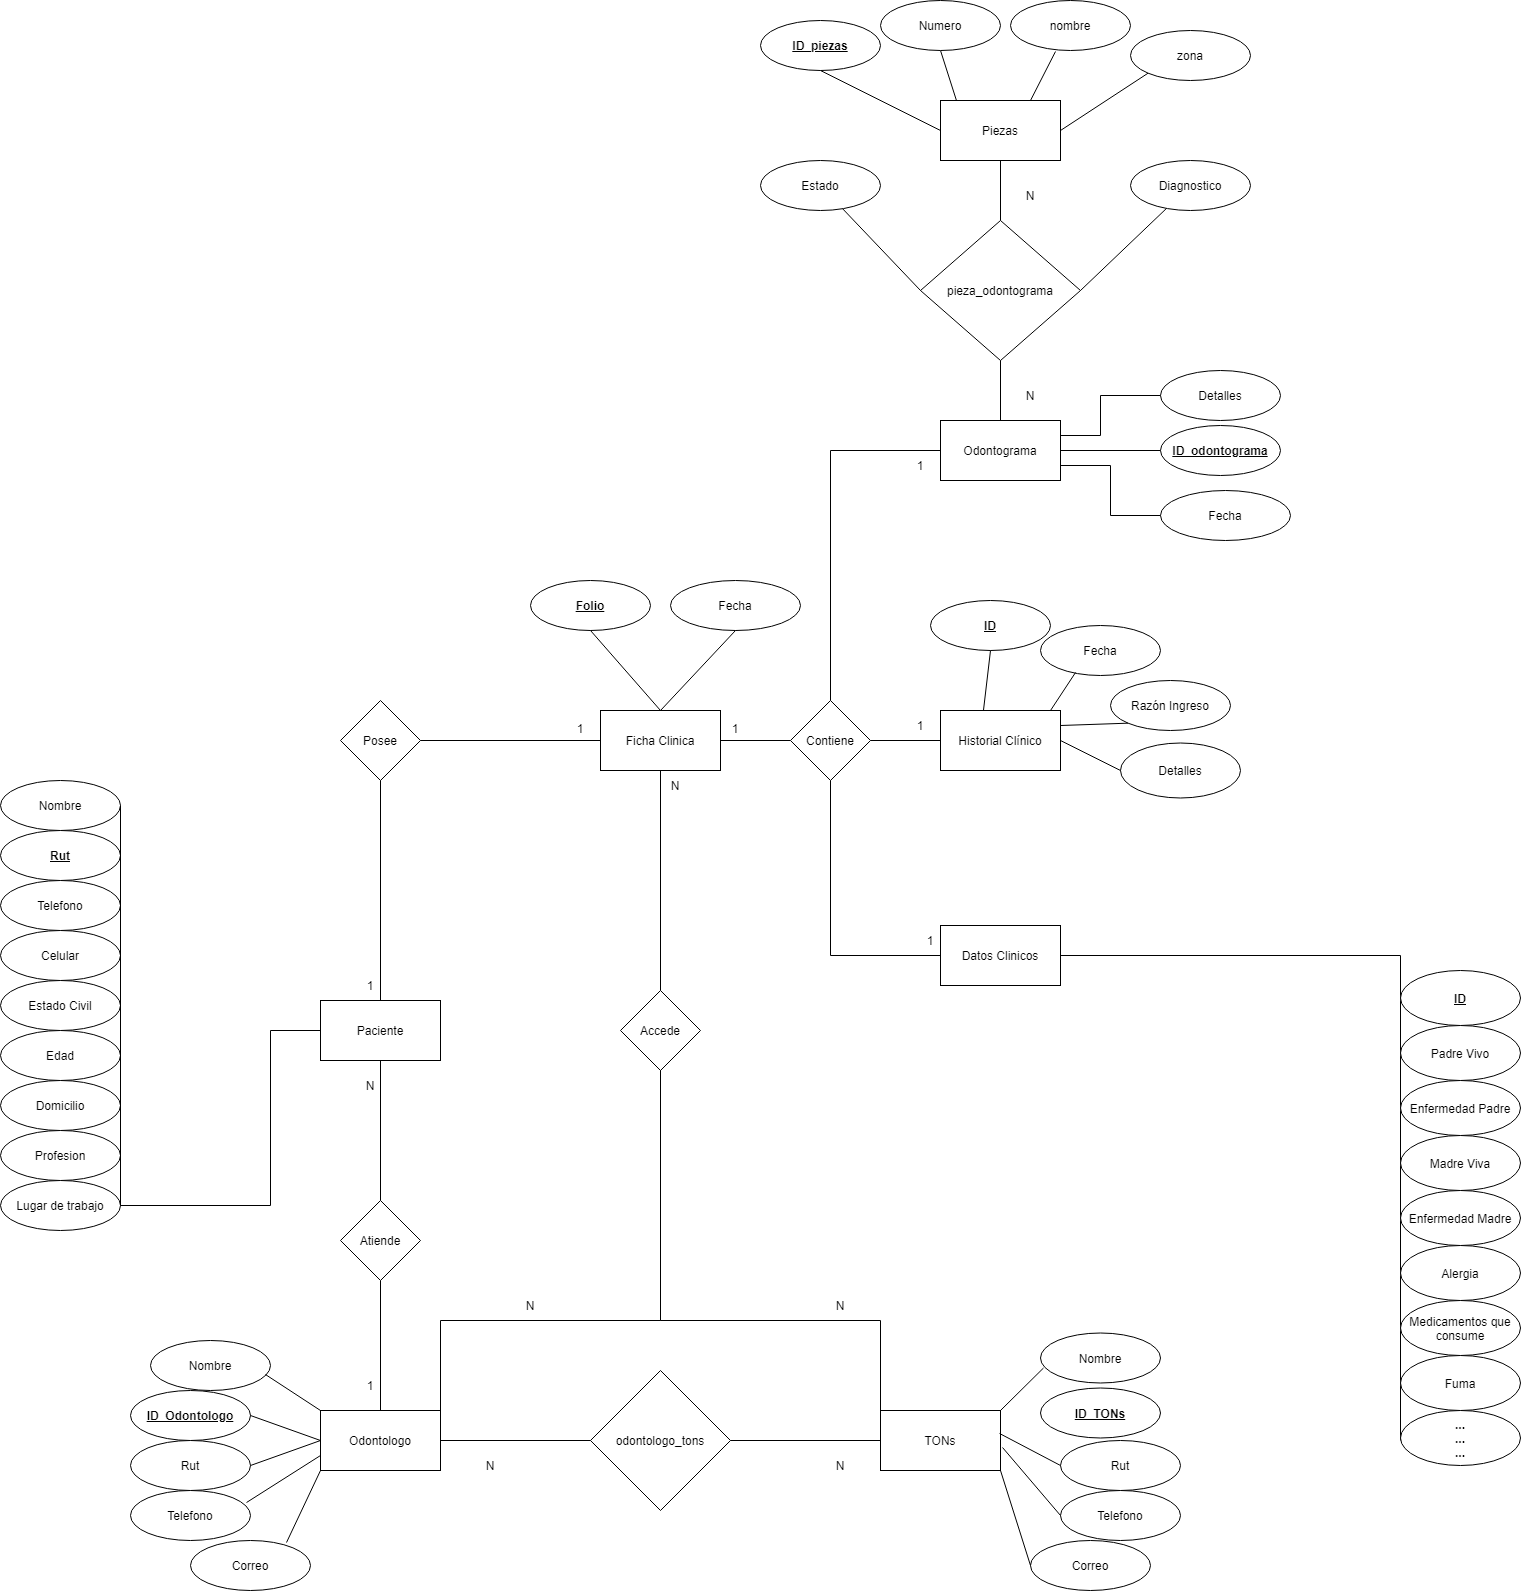 Numero
nombre
ID_piezas
zona
Piezas
Estado
N
Diagnostico
pieza_odontograma
N
Detalles
Odontograma
ID_odontograma
1
Fecha
Folio
Fecha
ID
Fecha
Razón Ingreso
Posee
1
Ficha Clinica
1
Contiene
1
Historial Clínico
Detalles
N
Nombre
Rut
Telefono
Celular
Estado Civil
Edad
Domicilio
Profesion
Lugar de trabajo
1
Paciente
N
Accede
1
Datos Clinicos
ID
Padre Vivo
Enfermedad Padre
Madre Viva
Enfermedad Madre
Alergia
Medicamentos que
consume
Fuma
...
...
...
Atiende
N
N
1
Nombre
ID_Odontologo
Rut
Telefono
Correo
Odontologo
N
odontologo_tons
N
TONs
Nombre
ID_TONs
Rut
Telefono
Correo